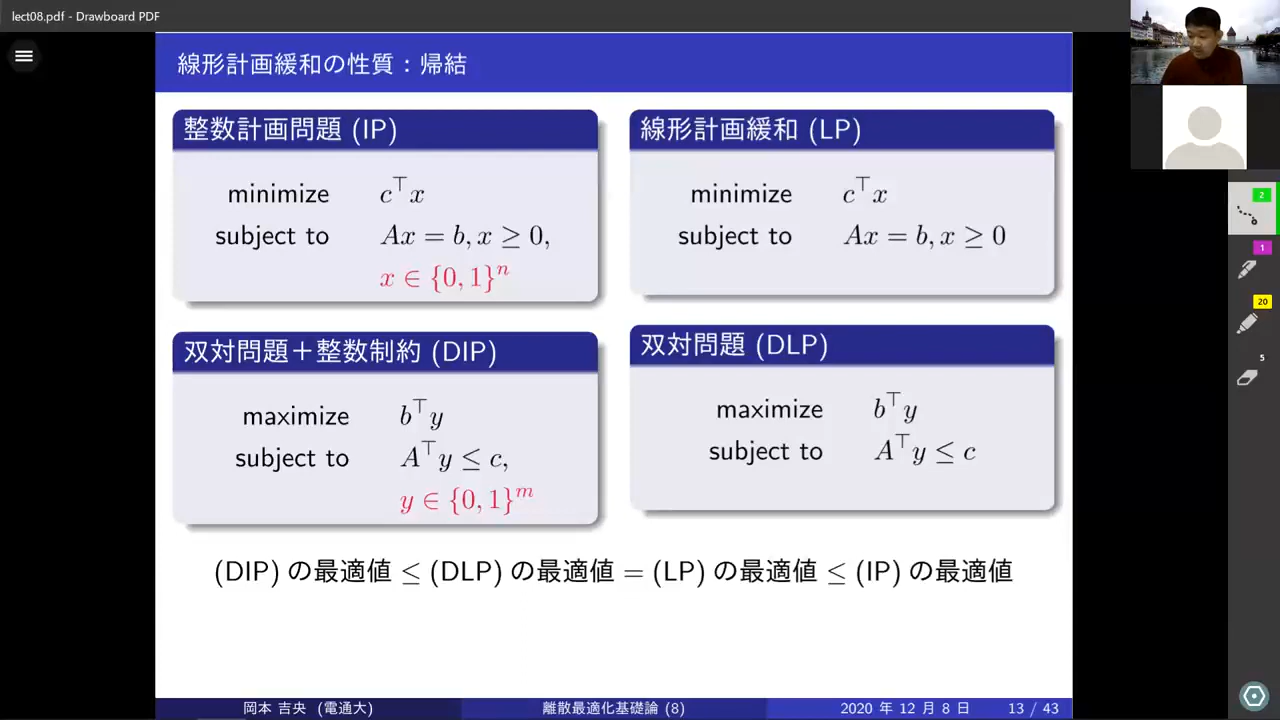 lect08.pdf - Drawboard PDF
線形計画緩和の性質：帰結
整数計画問題 (IP)
minimize c⊤x
subject to Ax = b, x ≥ 0,
x ∈ {0, 1}ⁿ
線形計画緩和 (LP)
minimize c⊤x
subject to Ax = b, x ≥ 0
双対問題＋整数制約 (DIP)
maximize b⊤y
subject to A⊤y ≤ c,
y ∈ {0, 1}ᵐ
双対問題 (DLP)
maximize b⊤y
subject to A⊤y ≤ c
(DIP) の最適値 ≤ (DLP) の最適値 = (LP) の最適値 ≤ (IP) の最適値
岡本 吉央 (電通大) 離散最適化基礎論 (8) 2020 年 12 月 8 日 13 / 43
2
1
20
5